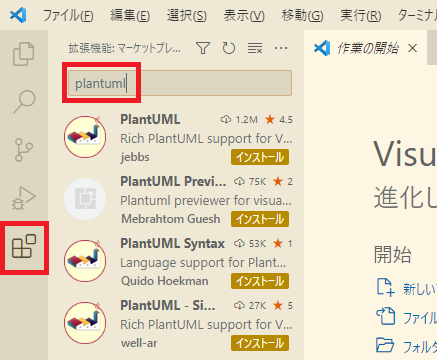 ファイル(F) 編集(E) 選択(S) 表示(V) 移動(G) 実行(R) ターミナル
拡張機能: マーケットプレ...
plantuml
PlantUML 1.2M 4.5
Rich PlantUML support for V...
jebbs インストール
PlantUML Previ... 75K 2
Plantuml previewer for visua...
Mebrahtom Guesh インストール
PlantUML Syntax 53K 1
Language support for Plant...
Quido Hoekman インストール
PlantUML - Si... 27K 5
Rich PlantUML support for V...
well-ar インストール
作業の開始
Visu
進化し
開始
新しい
ファイル
フォルダ